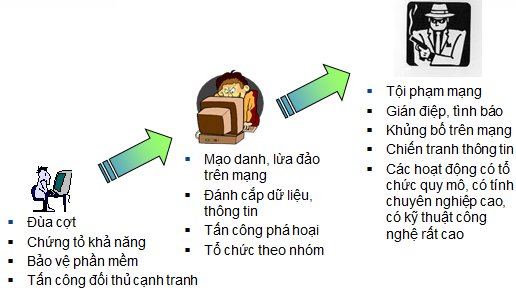 Đùa cợt
Chứng tỏ khả năng
Bảo vệ phần mềm
Tấn công đối thủ cạnh tranh
Mạo danh, lừa đảo
trên mạng
Đánh cắp dữ liệu,
thông tin
Tấn công phá hoại
Tổ chức theo nhóm
Tội phạm mạng
Gián điệp, tình báo
Khủng bố trên mạng
Chiến tranh thông tin
Các hoạt động có tổ
chức quy mô, có tính
chuyên nghiệp cao,
có kỹ thuật công
nghệ rất cao